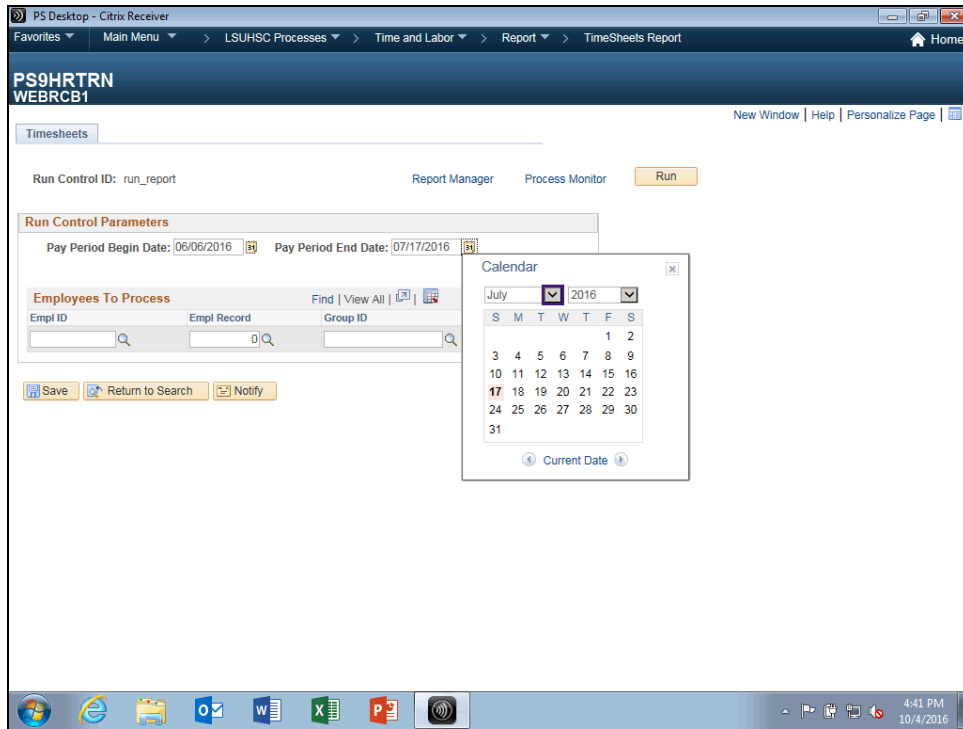 PS Desktop - Citrix Receiver
Favorites Main Menu > LSUHSC Processes > Time and Labor > Report > TimeSheets Report Home
PS9HRTRN
WEBRCB1
New Window | Help | Personalize Page |
Timesheets
Run Control ID: run_report Report Manager Process Monitor Run
Run Control Parameters
Pay Period Begin Date: 06/06/2016 31 Pay Period End Date: 07/17/2016 31
Calendar
July 2016
Employees To Process Find | View All | |
Empl ID Empl Record Group ID
0
S M T W T F S
1 2
3 4 5 6 7 8 9
10 11 12 13 14 15 16
17 18 19 20 21 22 23
24 25 26 27 28 29 30
31
Current Date
Save Return to Search Notify
4:41 PM
10/4/2016